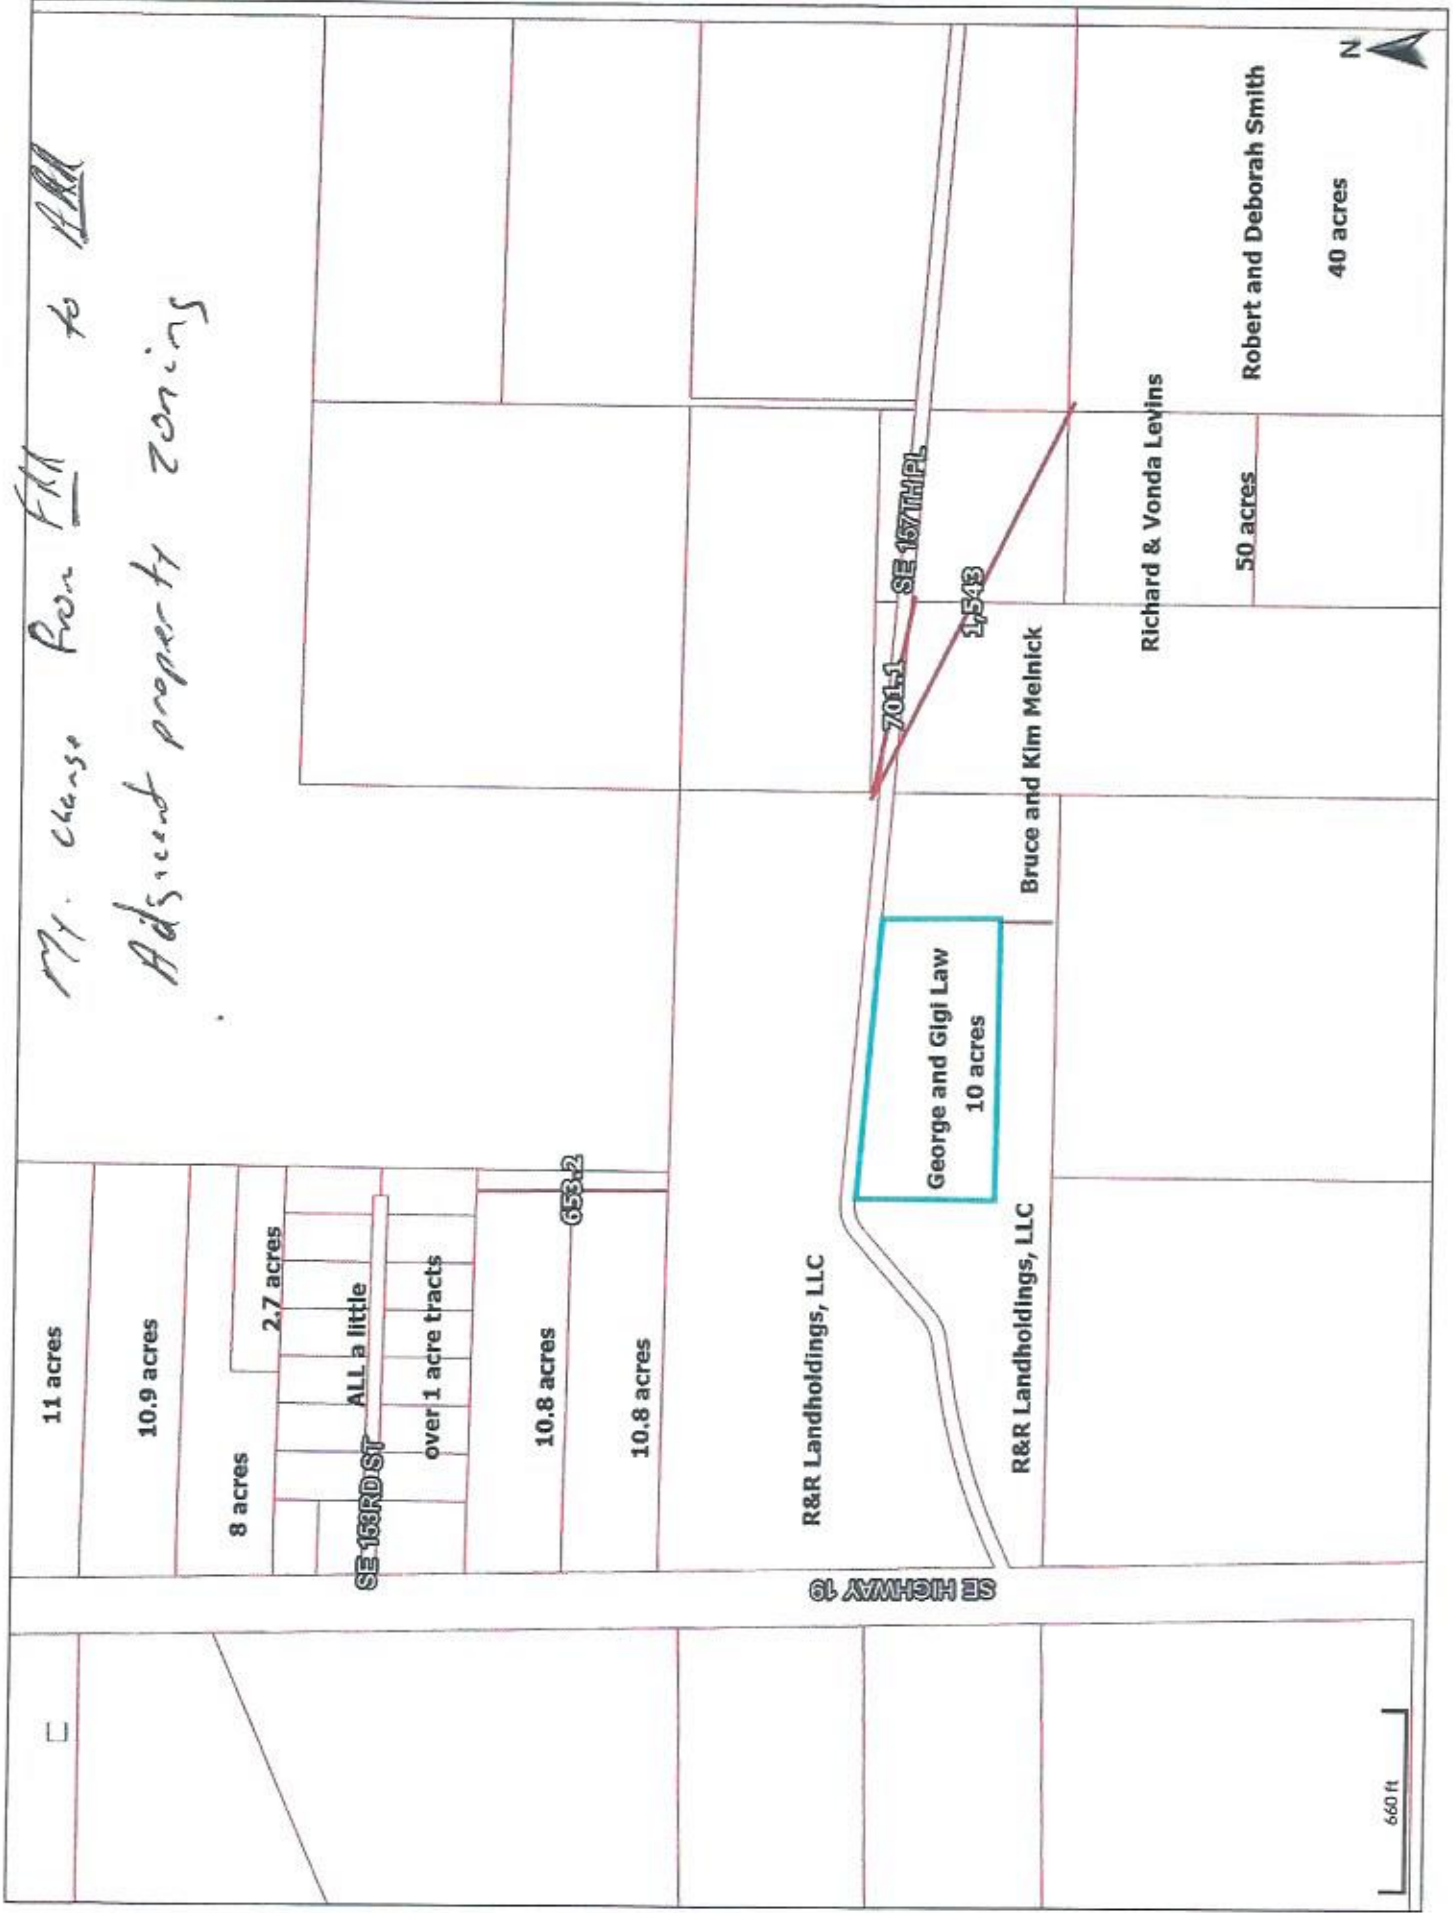 My. change From FRR to ARR
Adjacent property zoning
11 acres
10.9 acres
8 acres
2.7 acres
ALL a little
SE 153RD ST
over 1 acre tracts
653.2
10.8 acres
10.8 acres
R&R Landholdings, LLC
SE HIGHWAY 19
R&R Landholdings, LLC
George and Gigi Law
10 acres
701.1
SE 157TH PL
1,543
Bruce and Kim Melnick
Richard & Vonda Levins
50 acres
Robert and Deborah Smith
40 acres
N
660 ft